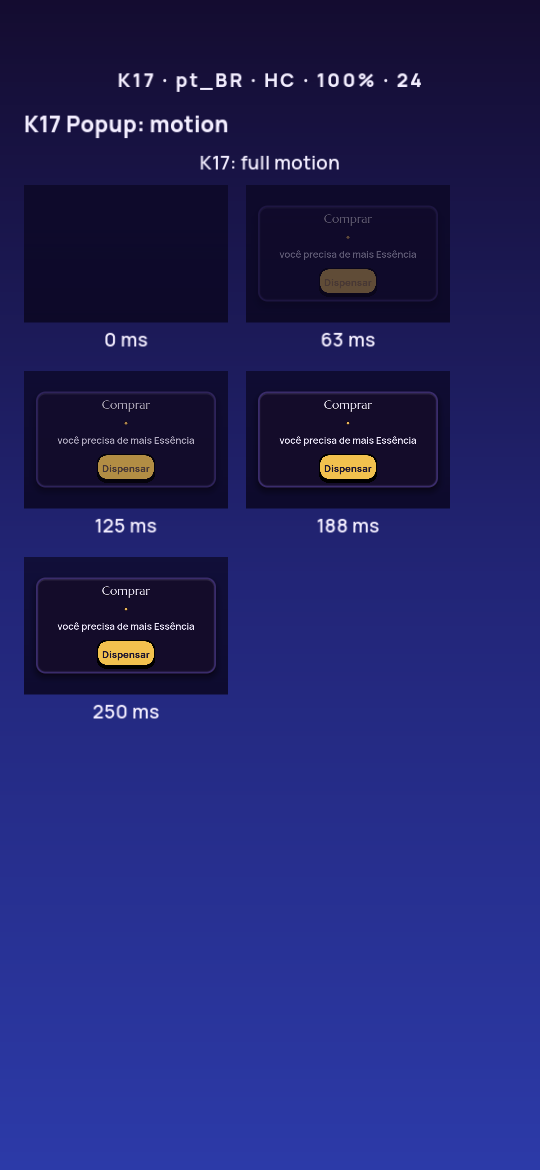 K17 · pt_BR · HC · 100% · 24
K17 Popup: motion
K17: full motion
0 ms
Comprar
você precisa de mais Essência
Dispensar
63 ms
Comprar
você precisa de mais Essência
Dispensar
125 ms
Comprar
você precisa de mais Essência
Dispensar
188 ms
Comprar
você precisa de mais Essência
Dispensar
250 ms